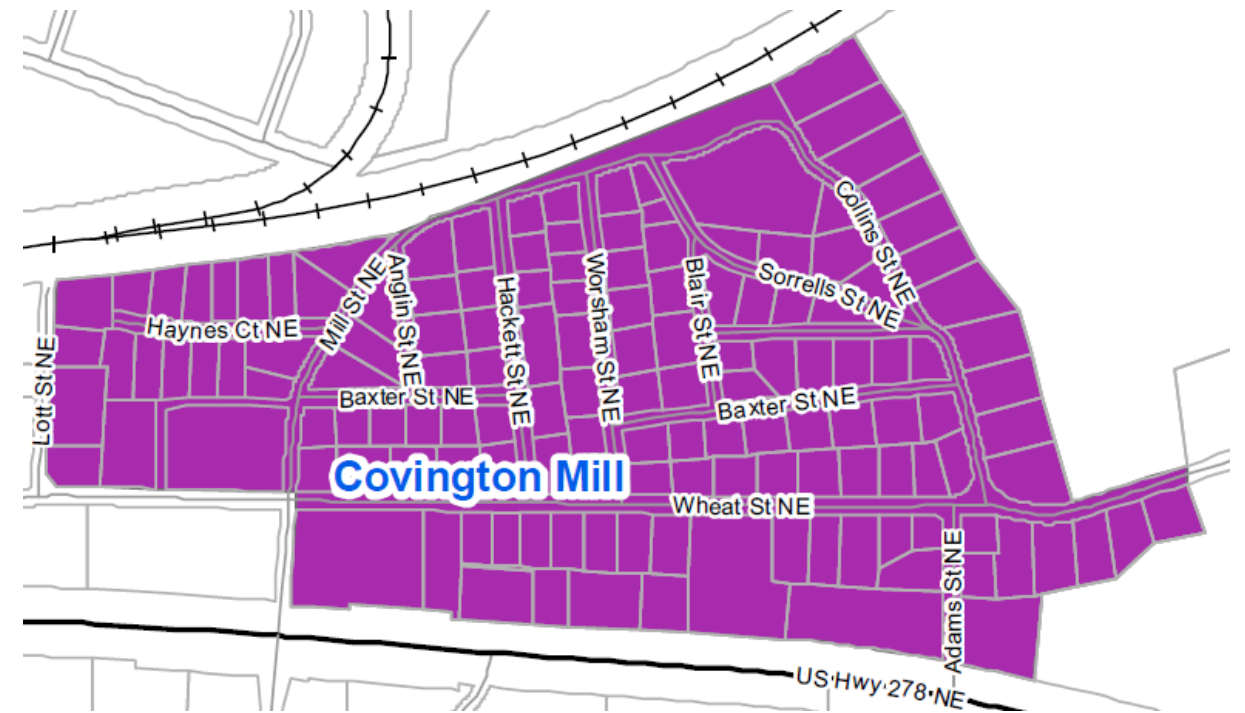 Collins St NE
Sorrells St NE
Mill St NE
Anglin St NE
Hackett St NE
Worsham St NE
Blair St NE
Haynes Ct NE
Lott St NE
Baxter St NE
Baxter St NE
Covington Mill
Wheat St NE
Adams St NE
US Hwy 278 NE